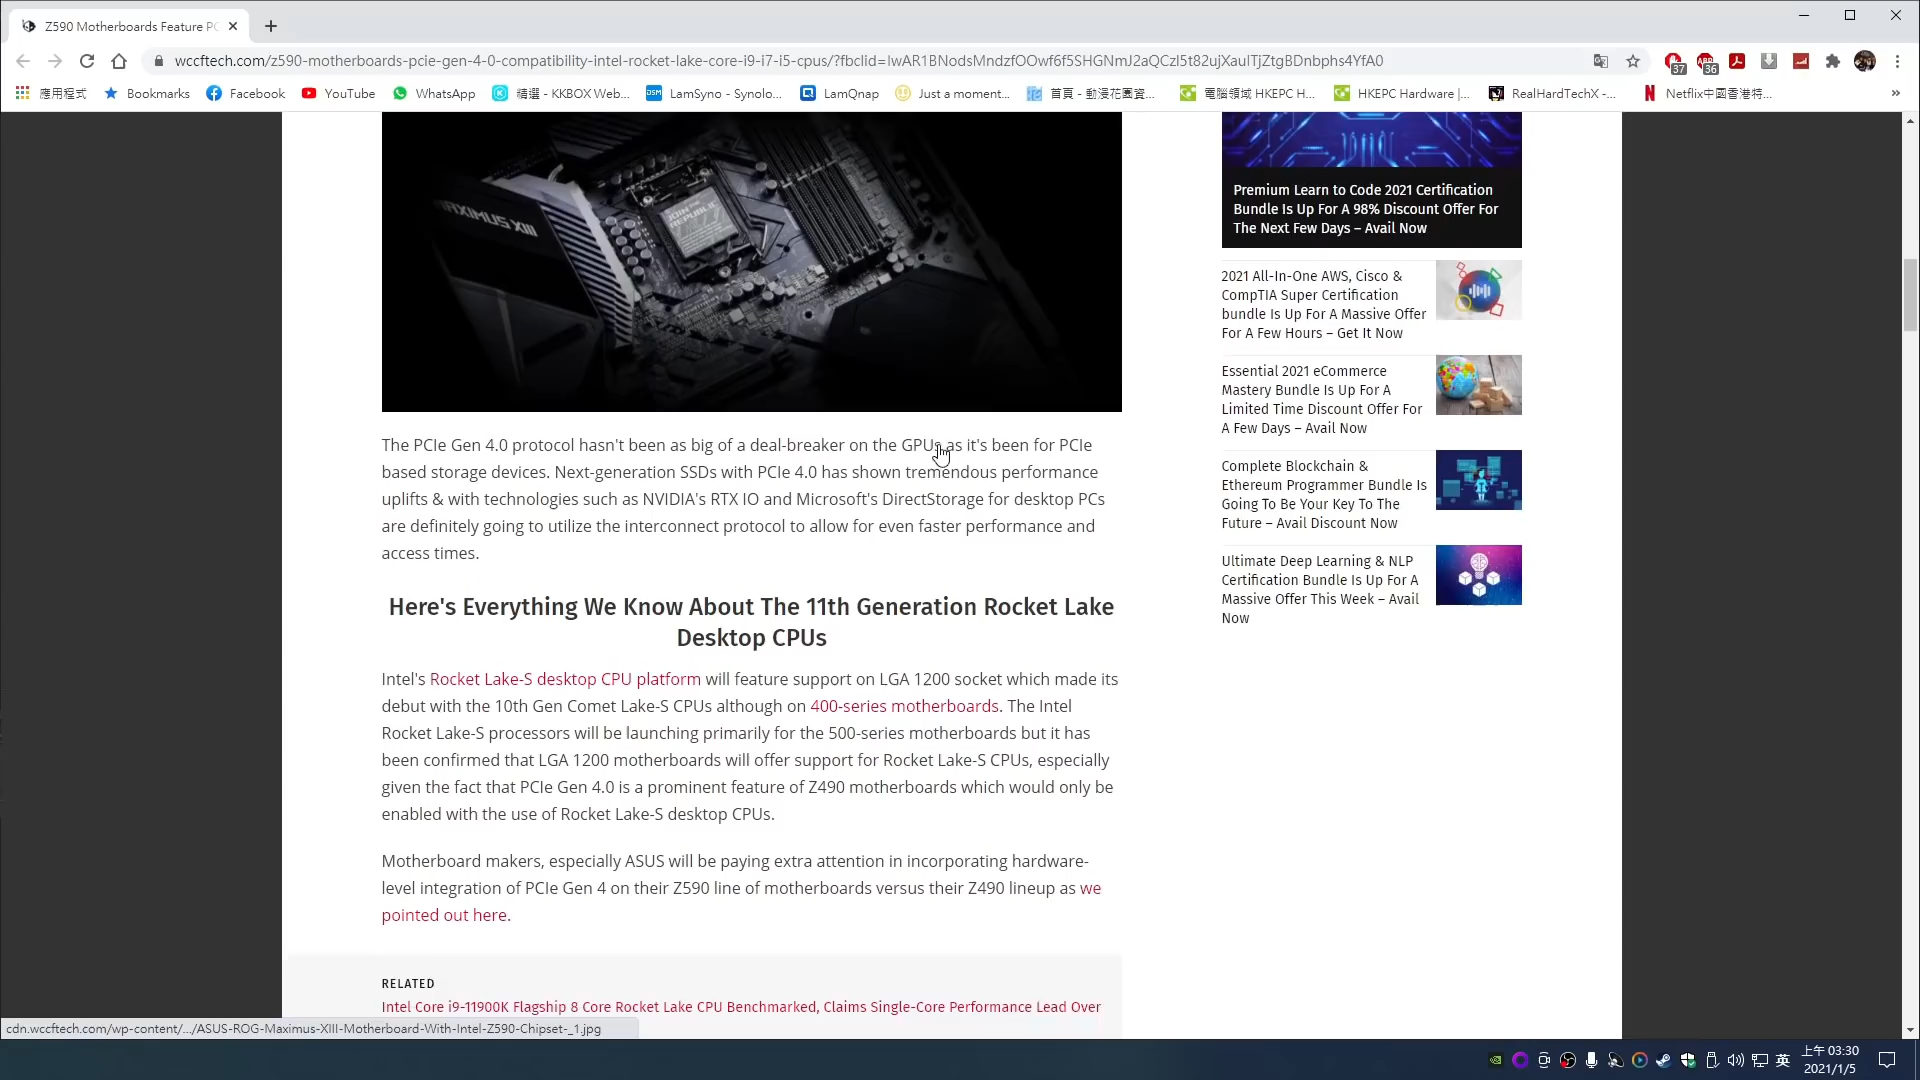 Z590 Motherboards Feature PC
wccftech.com/z590-motherboards-pcie-gen-4-0-compatibility-intel-rocket-lake-core-i9-i7-i5-cpus/?fbclid=IwAR1BNodsMndzfOOwf6f5SHGNmJ2aQCzI5t82ujXaulTjZtgBDnbphs4YfA0
37
36
應用程式
Bookmarks
Facebook
YouTube
WhatsApp
精選 - KKBOX Web...
DSM
LamSyno - Synolo...
LamQnap
Just a moment...
首頁 - 動漫花園資...
電腦領域 HKEPC H...
HKEPC Hardware |...
RealHardTechX -...
Netflix中國香港特...
»
MAXIMUS XIII
JOIN THE
REPUBLIC
The PCIe Gen 4.0 protocol hasn't been as big of a deal-breaker on the GPUs as it's been for PCIe
based storage devices. Next-generation SSDs with PCIe 4.0 has shown tremendous performance
uplifts & with technologies such as NVIDIA's RTX IO and Microsoft's DirectStorage for desktop PCs
are definitely going to utilize the interconnect protocol to allow for even faster performance and
access times.
Here's Everything We Know About The 11th Generation Rocket Lake
Desktop CPUs
Intel's Rocket Lake-S desktop CPU platform will feature support on LGA 1200 socket which made its
debut with the 10th Gen Comet Lake-S CPUs although on 400-series motherboards. The Intel
Rocket Lake-S processors will be launching primarily for the 500-series motherboards but it has
been confirmed that LGA 1200 motherboards will offer support for Rocket Lake-S CPUs, especially
given the fact that PCIe Gen 4.0 is a prominent feature of Z490 motherboards which would only be
enabled with the use of Rocket Lake-S desktop CPUs.
Motherboard makers, especially ASUS will be paying extra attention in incorporating hardware-
level integration of PCIe Gen 4 on their Z590 line of motherboards versus their Z490 lineup as we
pointed out here.
RELATED
Intel Core i9-11900K Flagship 8 Core Rocket Lake CPU Benchmarked, Claims Single-Core Performance Lead Over
Premium Learn to Code 2021 Certification
Bundle Is Up For A 98% Discount Offer For
The Next Few Days – Avail Now
2021 All-In-One AWS, Cisco &
CompTIA Super Certification
bundle Is Up For A Massive Offer
For A Few Hours – Get It Now
Essential 2021 eCommerce
Mastery Bundle Is Up For A
Limited Time Discount Offer For
A Few Days – Avail Now
Complete Blockchain &
Ethereum Programmer Bundle Is
Going To Be Your Key To The
Future – Avail Discount Now
Ultimate Deep Learning & NLP
Certification Bundle Is Up For A
Massive Offer This Week – Avail
Now
cdn.wccftech.com/wp-content/.../ASUS-ROG-Maximus-XIII-Motherboard-With-Intel-Z590-Chipset-_1.jpg
英
上午 03:30
2021/1/5